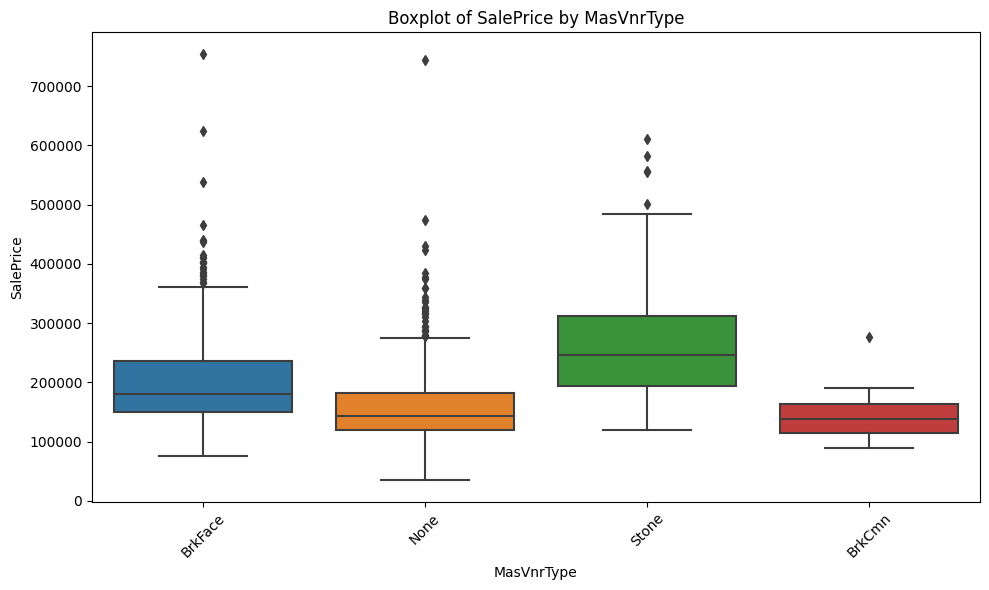 Boxplot of SalePrice by MasVnrType
SalePrice
700000
600000
500000
400000
300000
200000
100000
0
BrkFace
None
Stone
BrkCmn
MasVnrType